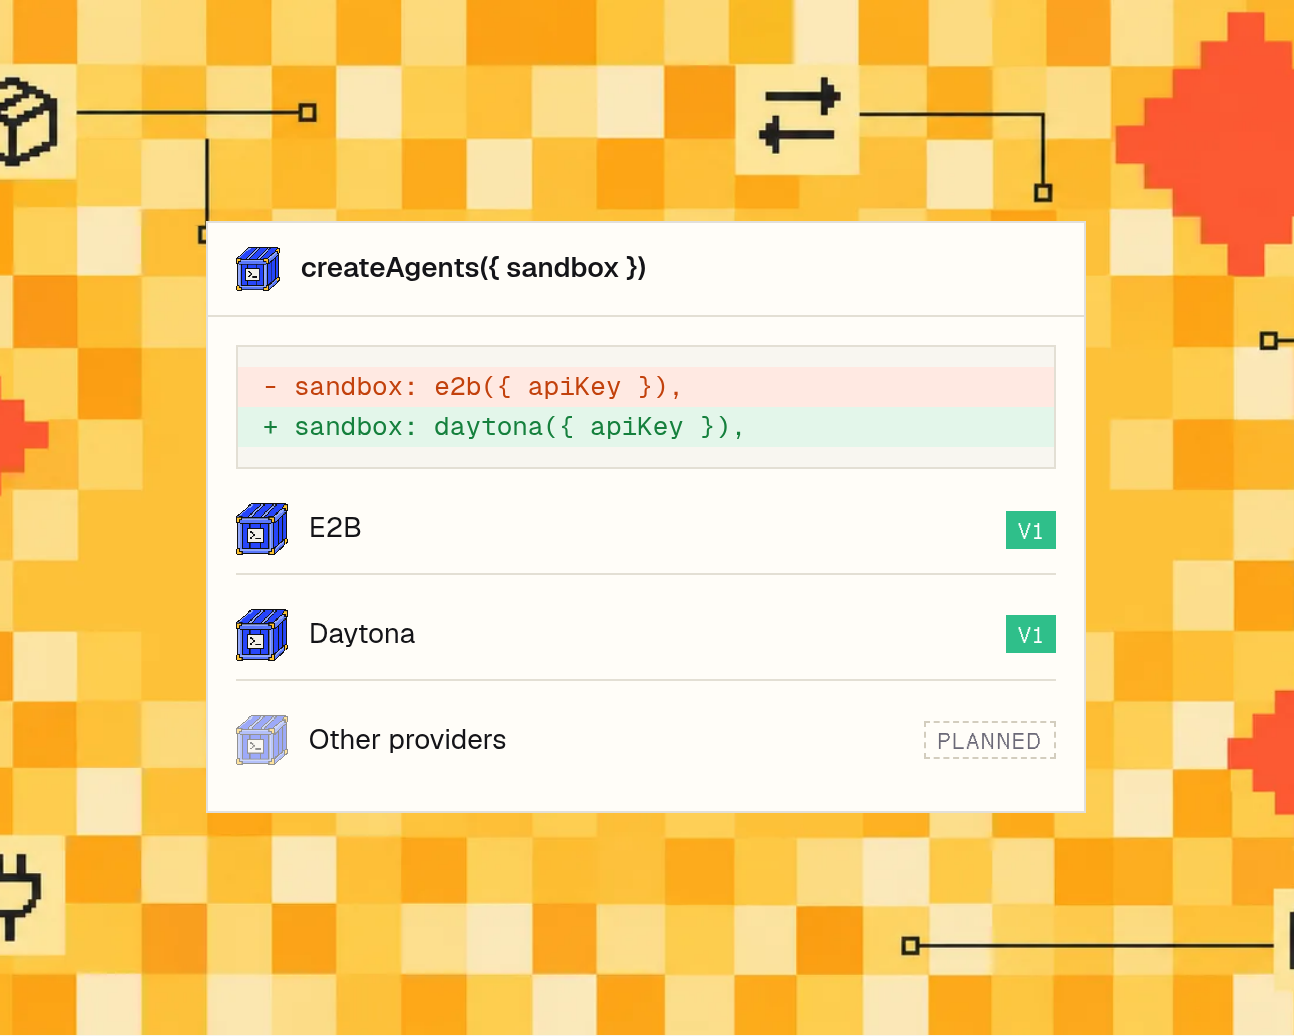 createAgents({ sandbox })
- sandbox: e2b({ apiKey }),
+ sandbox: daytona({ apiKey }),
E2B
V1
Daytona
V1
Other providers
PLANNED